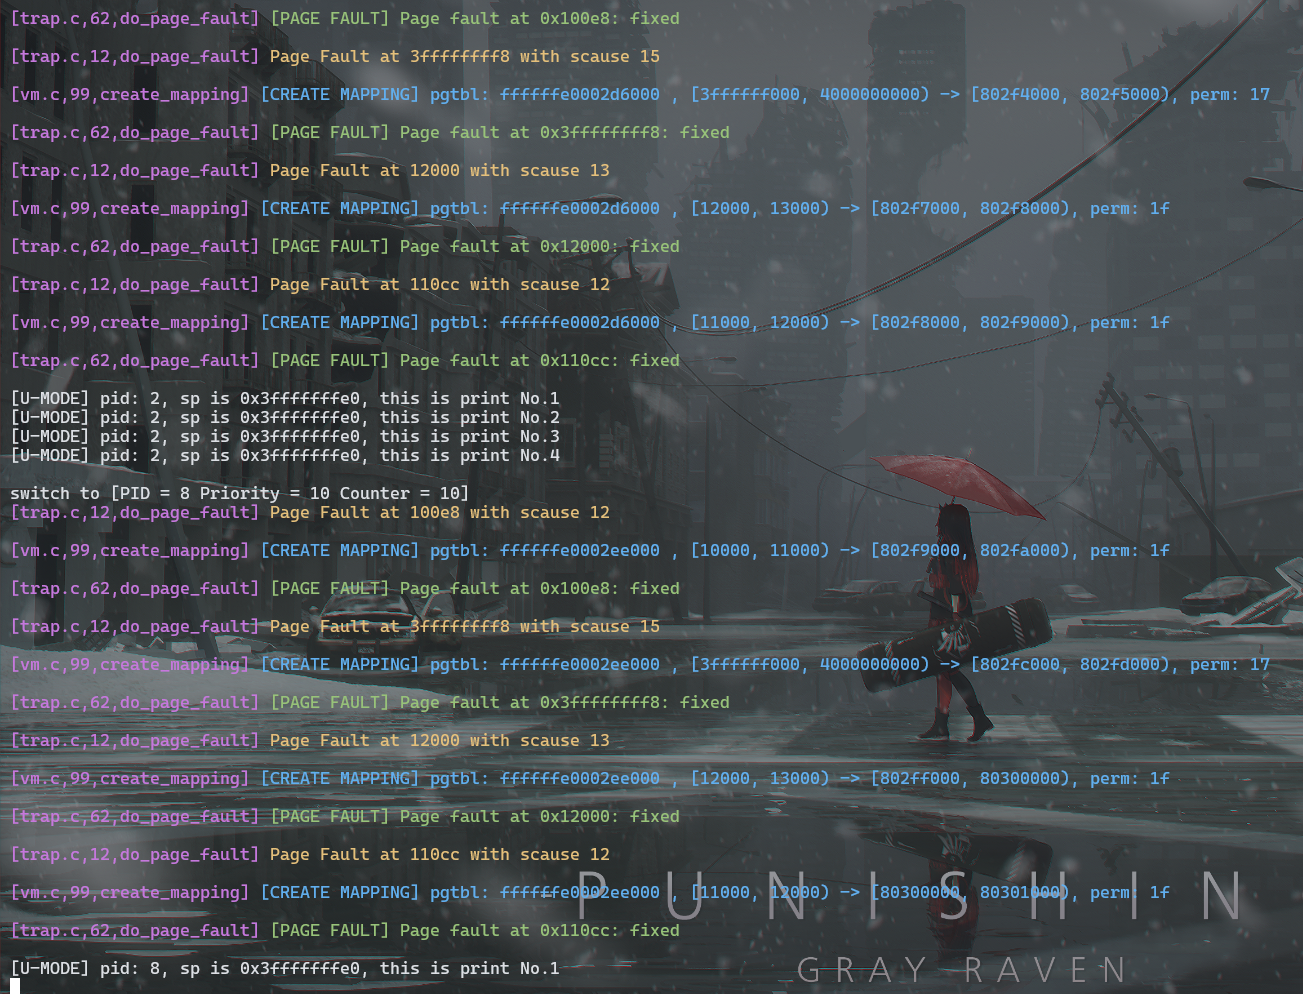 [trap.c,62,do_page_fault] [PAGE FAULT] Page fault at 0x100e8: fixed
[trap.c,12,do_page_fault] Page Fault at 3ffffffff8 with scause 15
[vm.c,99,create_mapping] [CREATE MAPPING] pgtbl: ffffffe0002d6000 , [3ffffff000, 4000000000) -> [802f4000, 802f5000), perm: 17
[trap.c,62,do_page_fault] [PAGE FAULT] Page fault at 0x3ffffffff8: fixed
[trap.c,12,do_page_fault] Page Fault at 12000 with scause 13
[vm.c,99,create_mapping] [CREATE MAPPING] pgtbl: ffffffe0002d6000 , [12000, 13000) -> [802f7000, 802f8000), perm: 1f
[trap.c,62,do_page_fault] [PAGE FAULT] Page fault at 0x12000: fixed
[trap.c,12,do_page_fault] Page Fault at 110cc with scause 12
[vm.c,99,create_mapping] [CREATE MAPPING] pgtbl: ffffffe0002d6000 , [11000, 12000) -> [802f8000, 802f9000), perm: 1f
[trap.c,62,do_page_fault] [PAGE FAULT] Page fault at 0x110cc: fixed
[U-MODE] pid: 2, sp is 0x3fffffffe0, this is print No.1
[U-MODE] pid: 2, sp is 0x3fffffffe0, this is print No.2
[U-MODE] pid: 2, sp is 0x3fffffffe0, this is print No.3
[U-MODE] pid: 2, sp is 0x3fffffffe0, this is print No.4
switch to [PID = 8 Priority = 10 Counter = 10]
[trap.c,12,do_page_fault] Page Fault at 100e8 with scause 12
[vm.c,99,create_mapping] [CREATE MAPPING] pgtbl: ffffffe0002ee000 , [10000, 11000) -> [802f9000, 802fa000), perm: 1f
[trap.c,62,do_page_fault] [PAGE FAULT] Page fault at 0x100e8: fixed
[trap.c,12,do_page_fault] Page Fault at 3ffffffff8 with scause 15
[vm.c,99,create_mapping] [CREATE MAPPING] pgtbl: ffffffe0002ee000 , [3ffffff000, 4000000000) -> [802fc000, 802fd000), perm: 17
[trap.c,62,do_page_fault] [PAGE FAULT] Page fault at 0x3ffffffff8: fixed
[trap.c,12,do_page_fault] Page Fault at 12000 with scause 13
[vm.c,99,create_mapping] [CREATE MAPPING] pgtbl: ffffffe0002ee000 , [12000, 13000) -> [802ff000, 80300000), perm: 1f
[trap.c,62,do_page_fault] [PAGE FAULT] Page fault at 0x12000: fixed
[trap.c,12,do_page_fault] Page Fault at 110cc with scause 12
[vm.c,99,create_mapping] [CREATE MAPPING] pgtbl: ffffffe0002ee000 , [11000, 12000) -> [80300000, 80301000), perm: 1f
PUNISHIN
[trap.c,62,do_page_fault] [PAGE FAULT] Page fault at 0x110cc: fixed
[U-MODE] pid: 8, sp is 0x3fffffffe0, this is print No.1
GRAY RAVEN